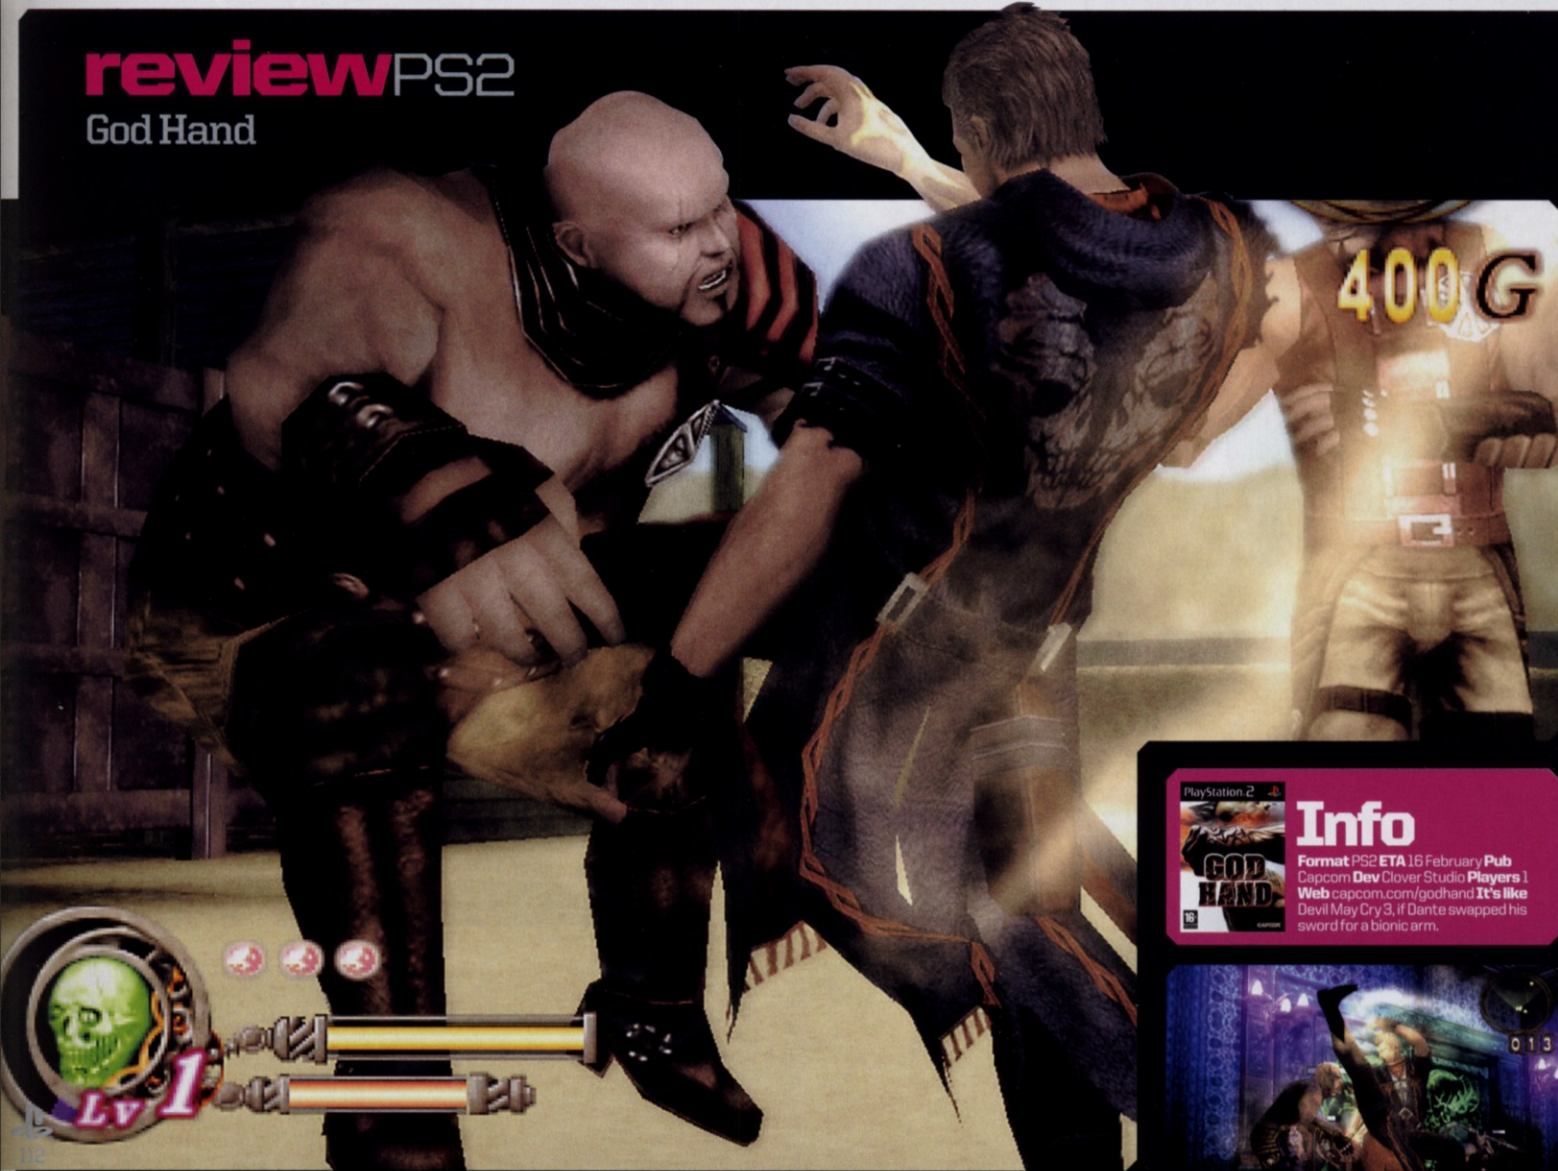 reviewPS2
God Hand
400G
PlayStation 2
GOD
HAND
16+
CAPCOM
Info
Format PS2 ETA 16 February Pub
Capcom Dev Clover Studio Players 1
Web capcom.com/godhand It's like
Devil May Cry 3, if Dante swapped his
sword for a bionic arm.
013
Lv 1
112